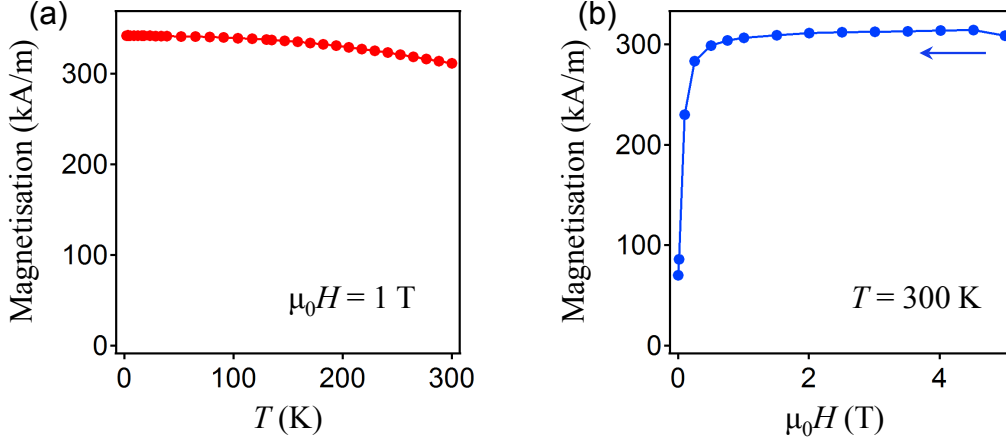 (a)
Magnetisation (kA/m)
300
200
100
0
μ₀H = 1 T
0
100
200
300
T (K)
(b)
Magnetisation (kA/m)
300
200
100
0
T = 300 K
0
2
4
μ₀H (T)